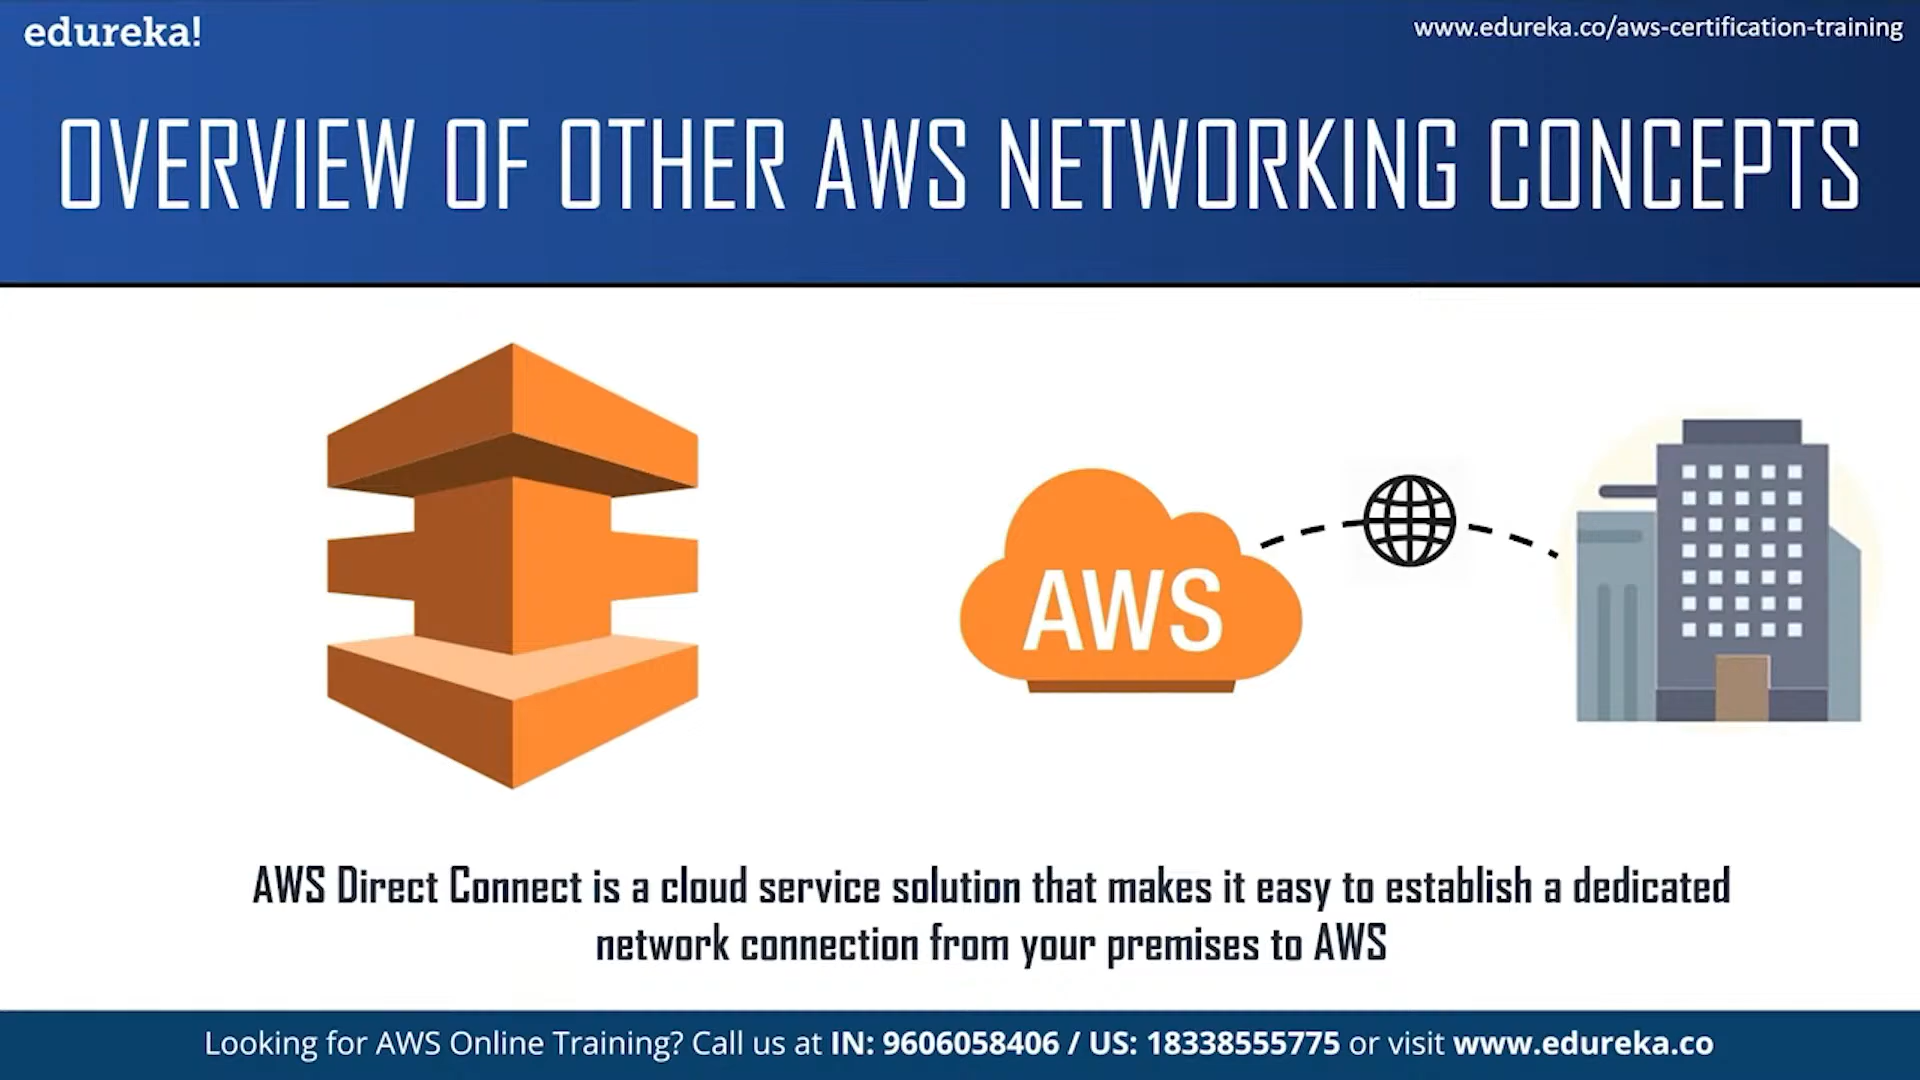 edureka!
www.edureka.co/aws-certification-training
OVERVIEW OF OTHER AWS NETWORKING CONCEPTS
AWS
AWS Direct Connect is a cloud service solution that makes it easy to establish a dedicated
network connection from your premises to AWS
Looking for AWS Online Training? Call us at IN: 9606058406 / US: 18338555775 or visit www.edureka.co